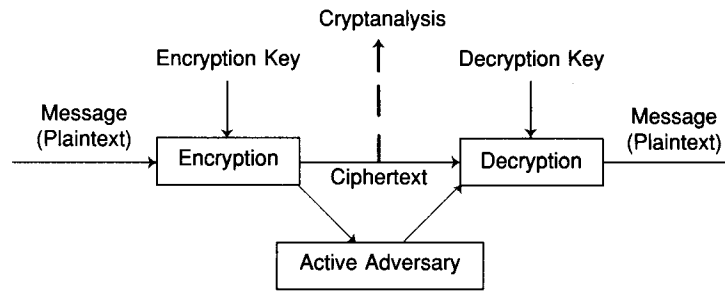 Cryptanalysis
Encryption Key
Decryption Key
Message
(Plaintext)
Encryption
Ciphertext
Decryption
Message
(Plaintext)
Active Adversary